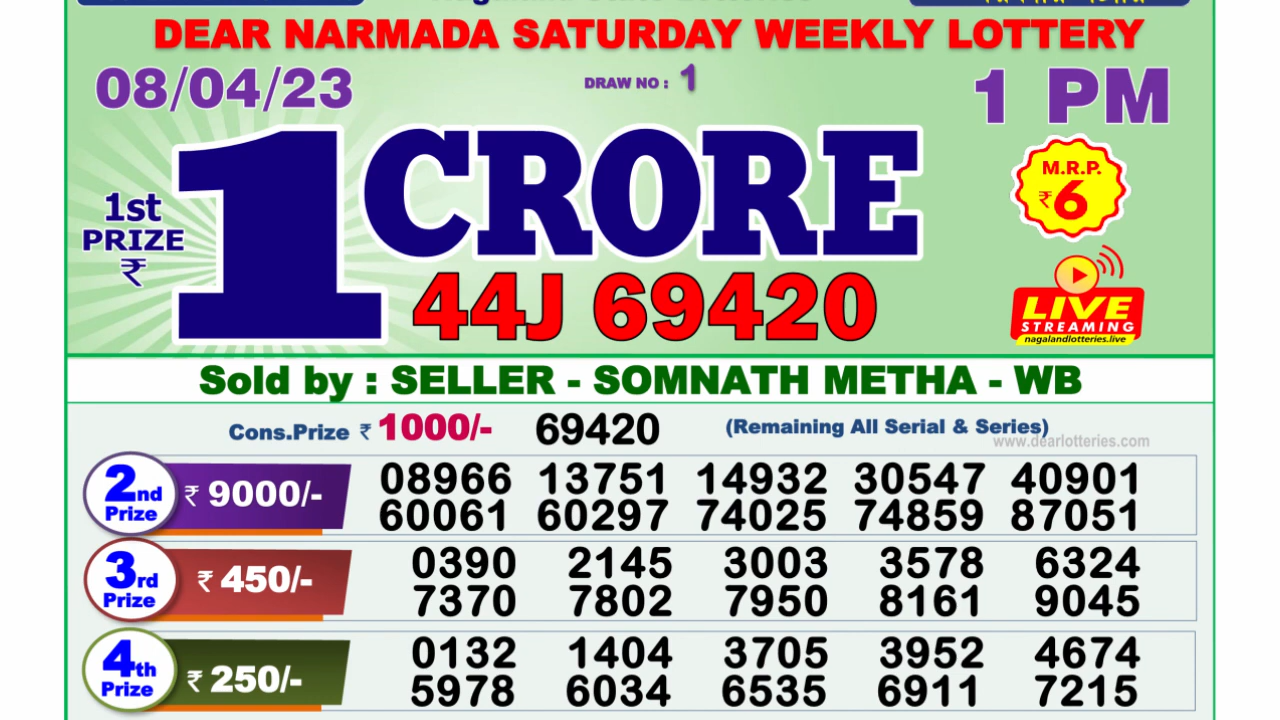 DEAR NARMADA SATURDAY WEEKLY LOTTERY
08/04/23
DRAW NO : 1
1 PM
1st
PRIZE
₹
1 CRORE
M.R.P.
₹6
44J 69420
LIVE
STREAMING
nagalandlotteries.live
Sold by : SELLER - SOMNATH METHA - WB
Cons.Prize ₹ 1000/- 69420 (Remaining All Serial & Series)
www.dearlotteries.com
2nd Prize ₹ 9000/-
08966 13751 14932 30547 40901
60061 60297 74025 74859 87051
3rd Prize ₹ 450/-
0390 2145 3003 3578 6324
7370 7802 7950 8161 9045
4th Prize ₹ 250/-
0132 1404 3705 3952 4674
5978 6034 6535 6911 7215